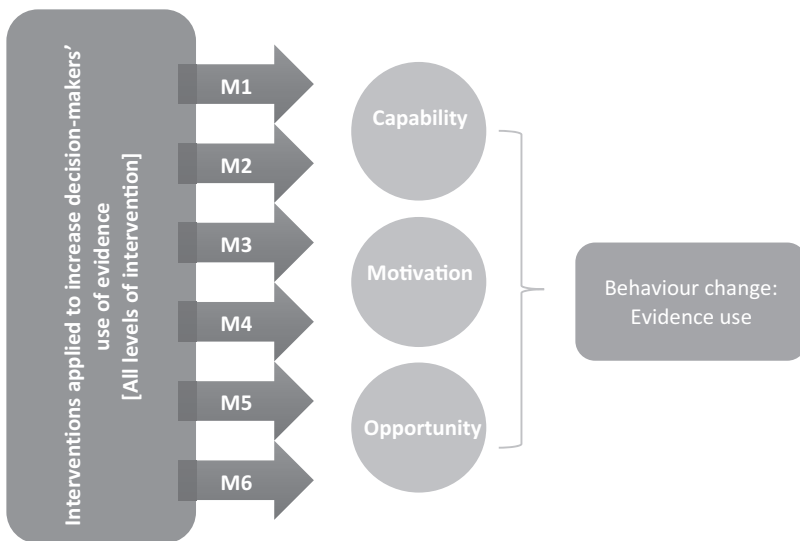 Interventions applied to increase decision-makers’
use of evidence
[All levels of intervention]
M1
M2
M3
M4
M5
M6
Capability
Motivation
Opportunity
Behaviour change:
Evidence use